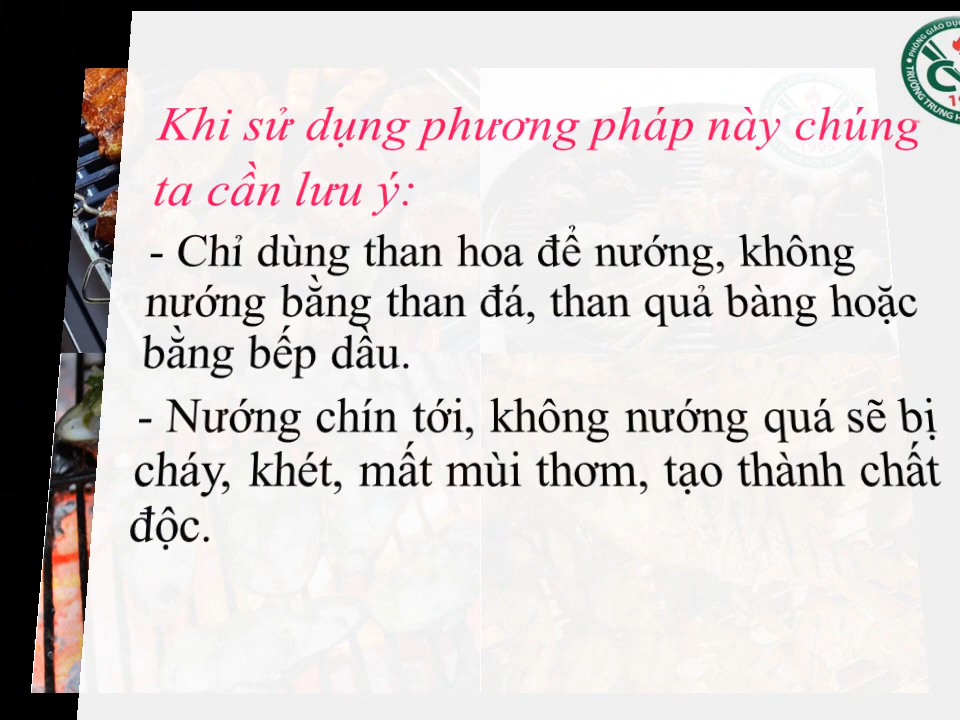 Khi sử dụng phương pháp này chúng
ta cần lưu ý:
- Chỉ dùng than hoa để nướng, không
nướng bằng than đá, than quả bàng hoặc
bằng bếp dầu.
- Nướng chín tới, không nướng quá sẽ bị
cháy, khét, mất mùi thơm, tạo thành chất
độc.